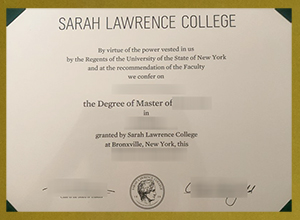 SARAH LAWRENCE COLLEGE
By virtue of the power vested in us
by the Regents of the University of the State of New York
and at the recommendation of the Faculty
we confer on
the Degree of Master of
in
granted by Sarah Lawrence College
at Bronxville, New York, this